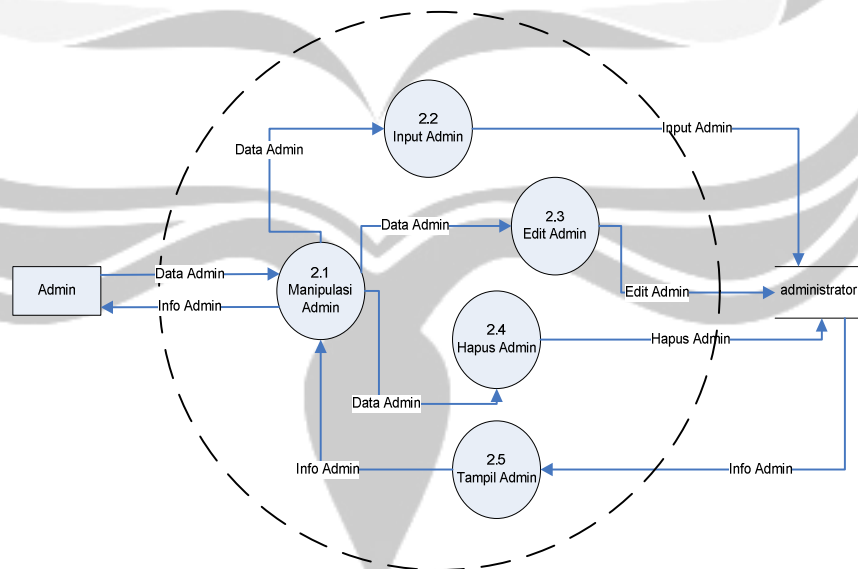 2.2
Input Admin
Input Admin
Data Admin
2.3
Edit Admin
Data Admin
Admin
Data Admin
Info Admin
2.1
Manipulasi
Admin
Edit Admin
administrator
2.4
Hapus Admin
Hapus Admin
Data Admin
2.5
Tampil Admin
Info Admin
Info Admin